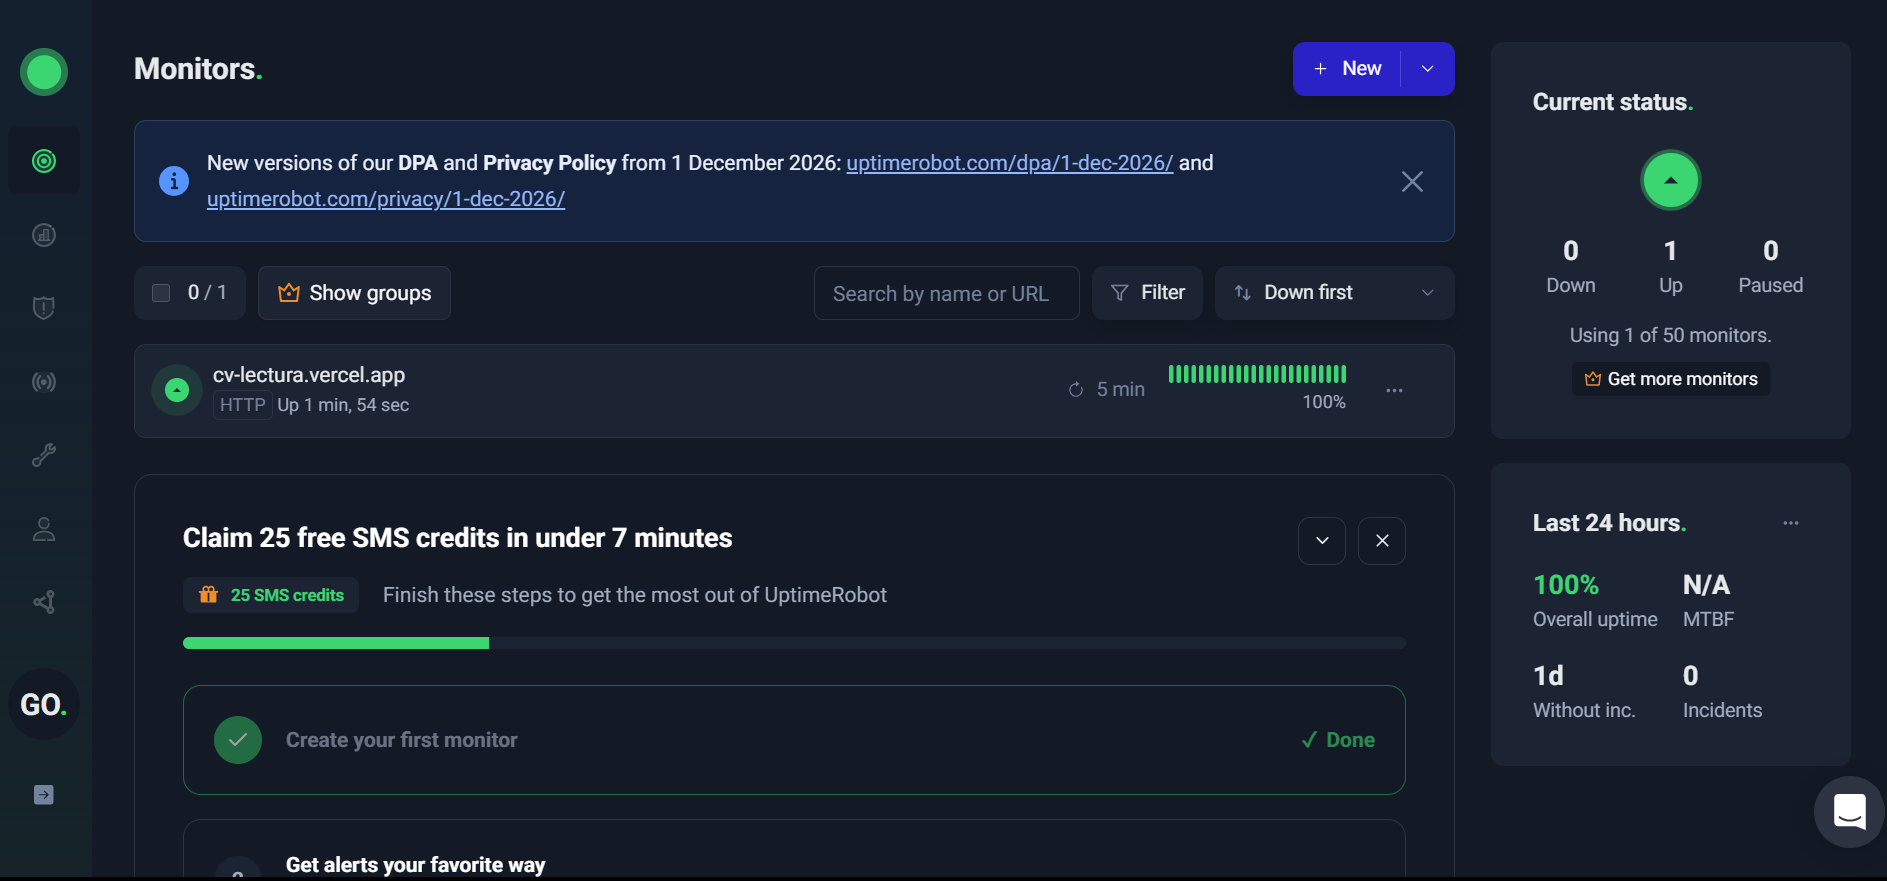 Monitors.
+ New
New versions of our DPA and Privacy Policy from 1 December 2026: uptimerobot.com/dpa/1-dec-2026/ and
uptimerobot.com/privacy/1-dec-2026/
0 / 1
Show groups
Search by name or URL
Filter
Down first
cv-lectura.vercel.app
HTTP Up 1 min, 54 sec
5 min
100%
Claim 25 free SMS credits in under 7 minutes
25 SMS credits
Finish these steps to get the most out of UptimeRobot
Create your first monitor
✓ Done
Get alerts your favorite way
GO.
Current status.
0 1 0
Down Up Paused
Using 1 of 50 monitors.
Get more monitors
Last 24 hours.
100% N/A
Overall uptime MTBF
1d 0
Without inc. Incidents